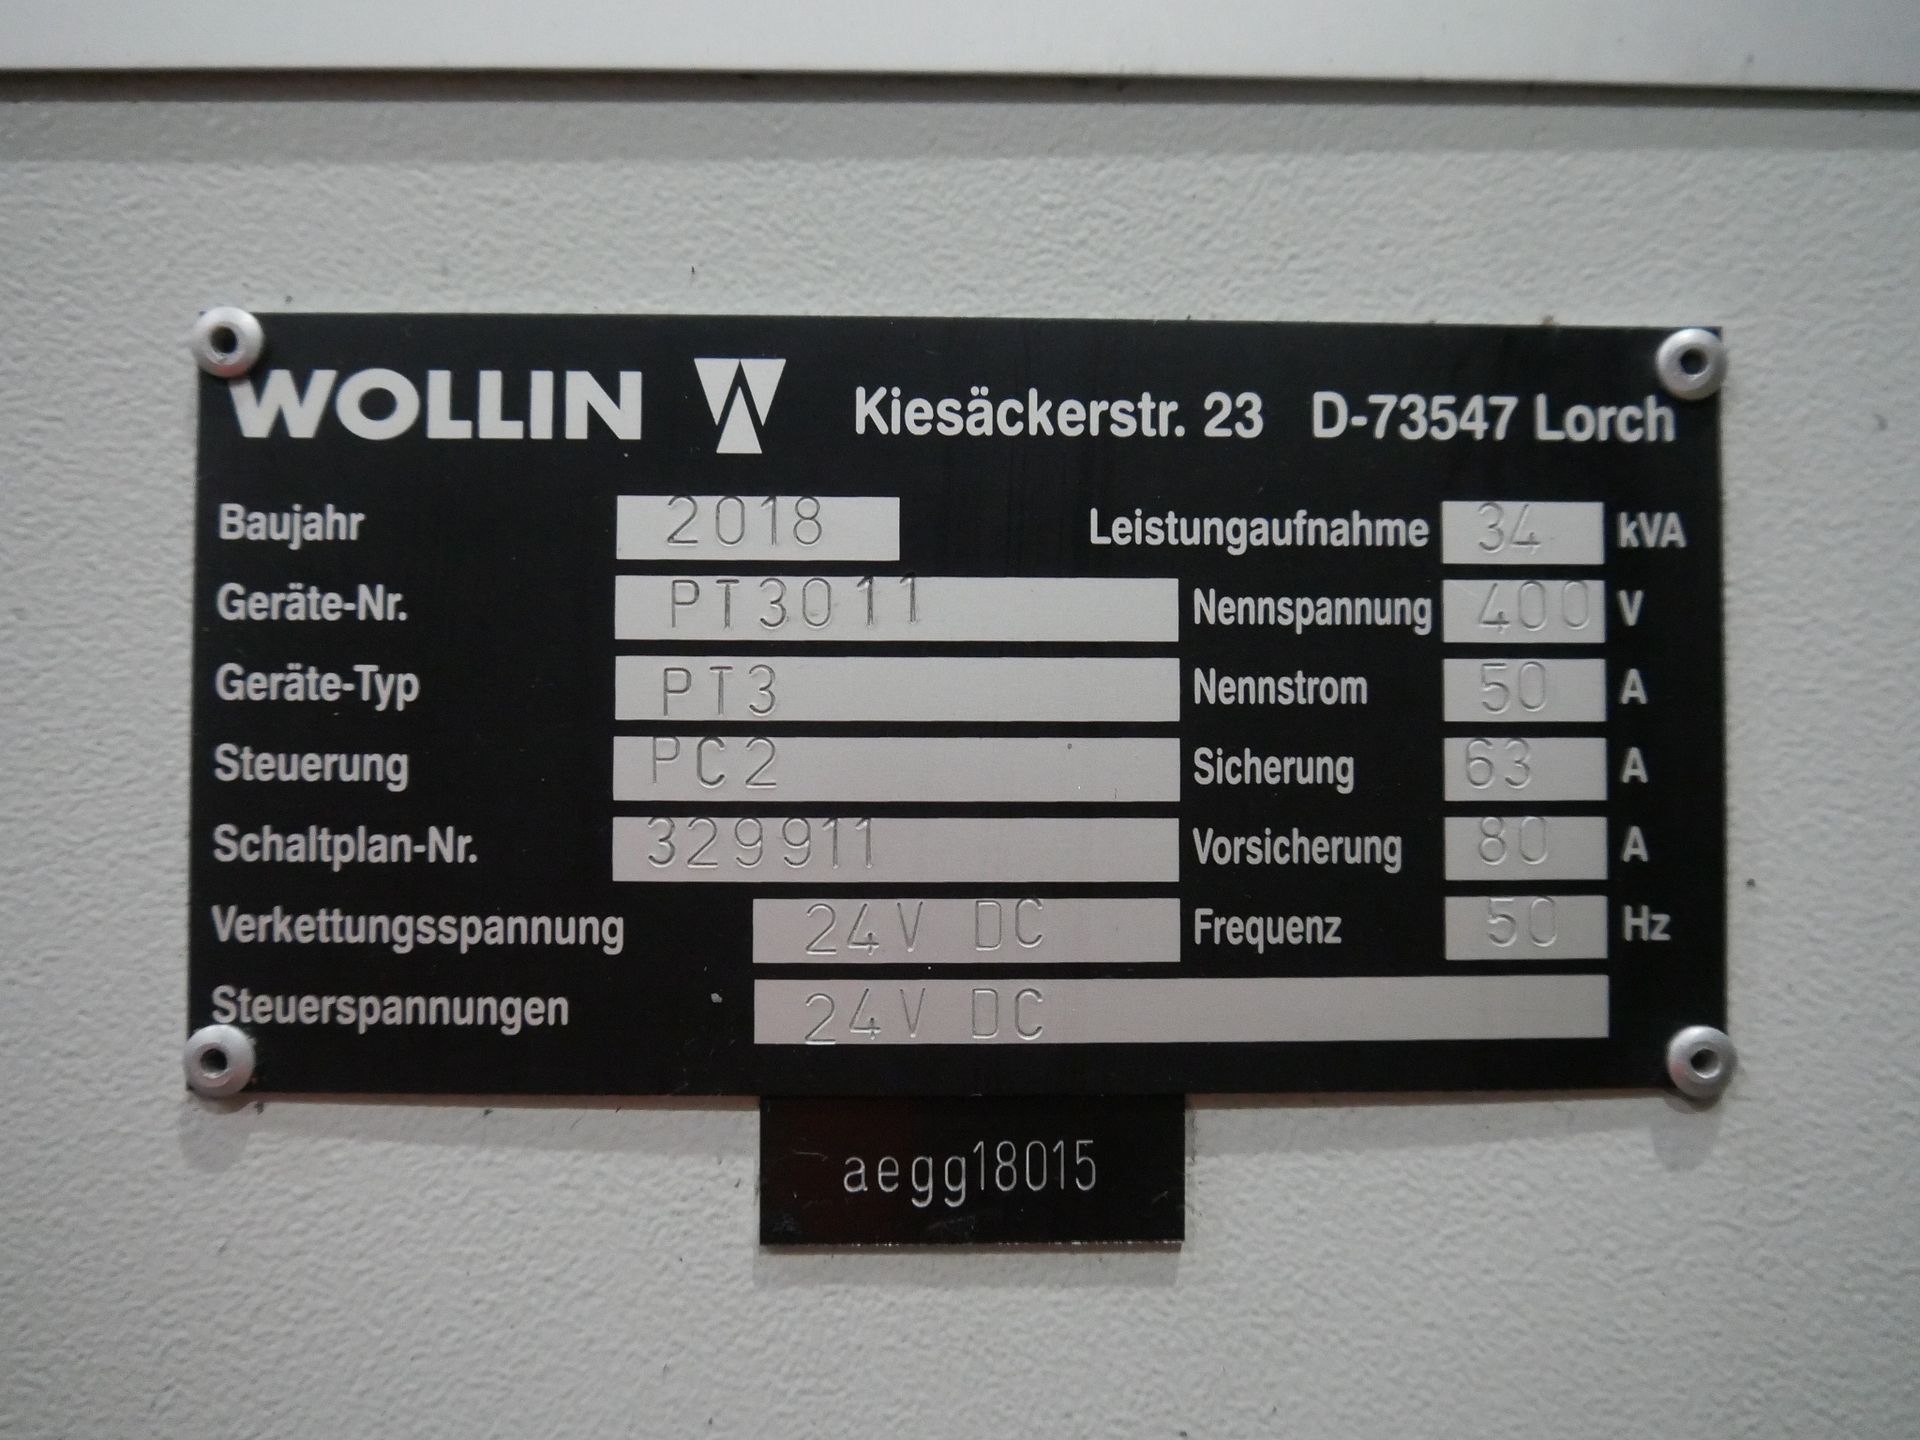 WOLLIN Kiesäckerstr. 23 D-73547 Lorch
Baujahr 2018 Leistungaufnahme 34 kVA
Geräte-Nr. PT3011 Nennspannung 400 V
Geräte-Typ PT3 Nennstrom 50 A
Steuerung PC2 Sicherung 63 A
Schaltplan-Nr. 329911 Vorsicherung 80 A
Verkettungsspannung 24V DC Frequenz 50 Hz
Steuerspannungen 24V DC
aegg18015